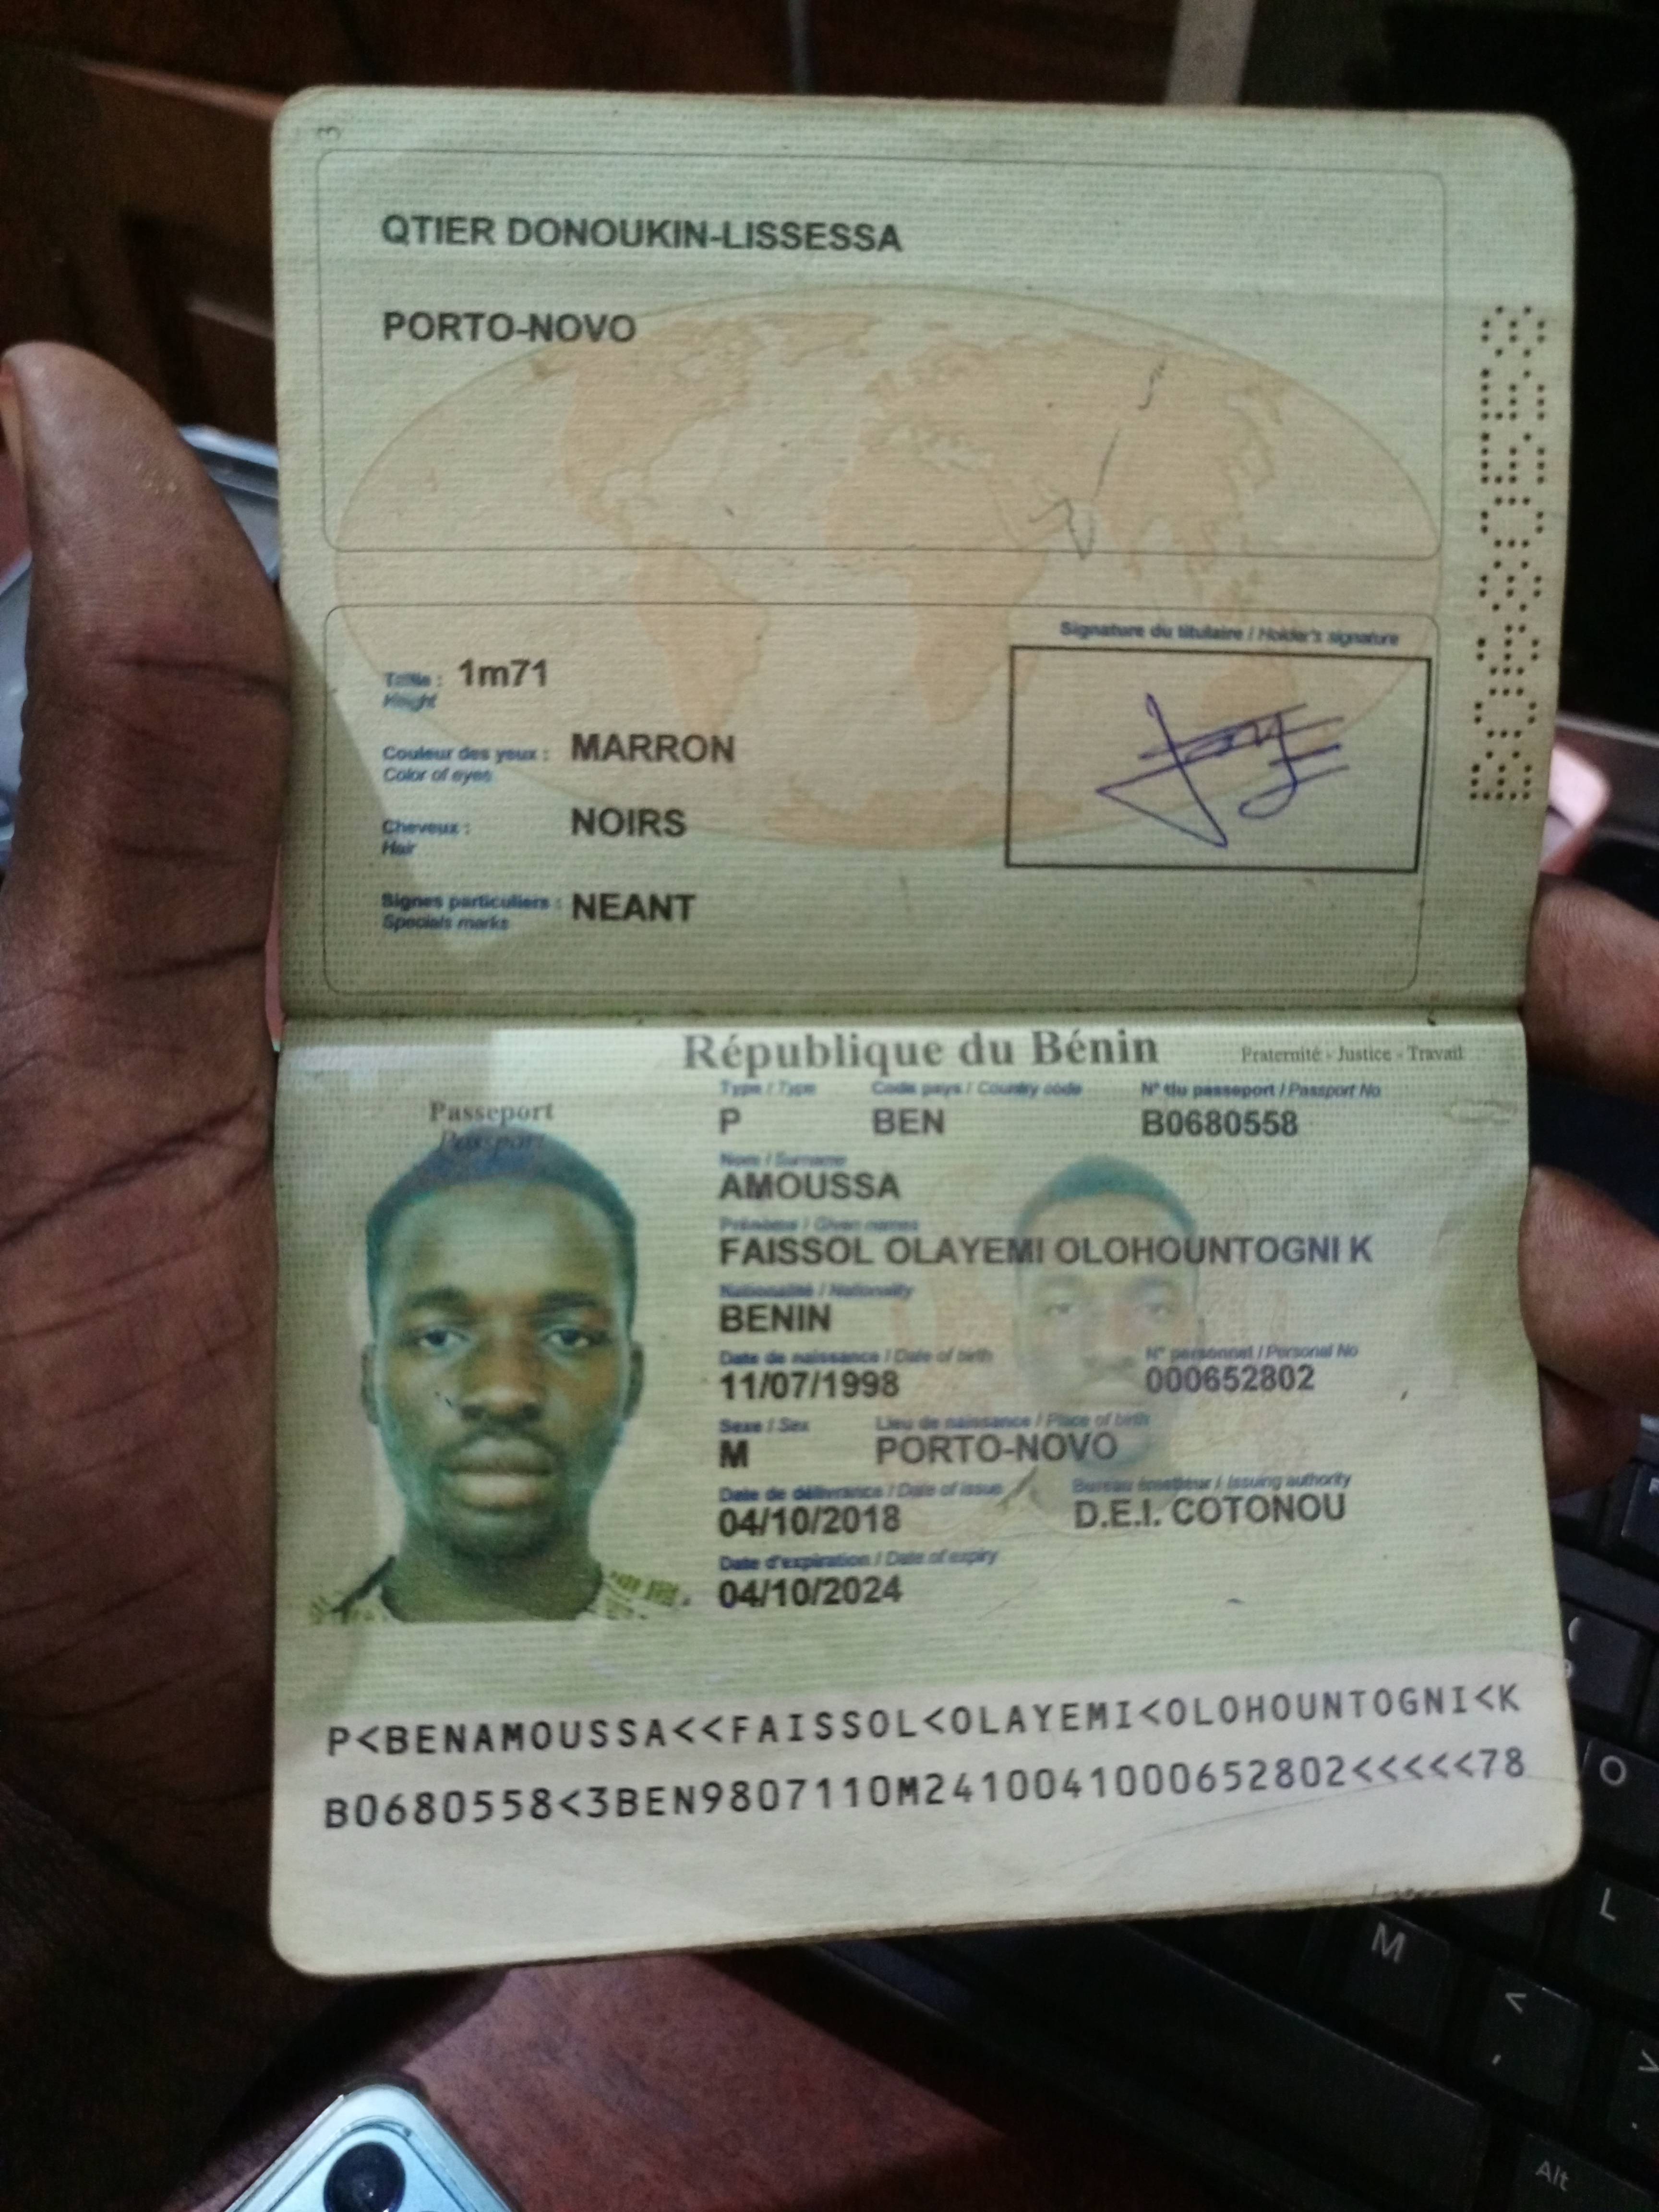 3
QTIER DONOUKIN-LISSESSA
PORTO-NOVO
Signature du titulaire / Holder's signature
Taille : 1m71
Height
Couleur des yeux : MARRON
Color of eyes
Cheveux : NOIRS
Hair
Signes particuliers : NEANT
Specials marks
B0680558
République du Bénin
Fraternité - Justice - Travail
Passeport
Passport
Type / Type Code pays / Country code N° du passeport / Passport No
P BEN B0680558
Nom / Surname
AMOUSSA
Prénoms / Given names
FAISSOL OLAYEMI OLOHOUNTOGNI K
Nationalité / Nationality
BENIN
Date de naissance / Date of birth N° personnel / Personal No
11/07/1998 000652802
Sexe / Sex Lieu de naissance / Place of birth
M PORTO-NOVO
Date de délivrance / Date of issue Bureau émetteur / Issuing authority
04/10/2018 D.E.I. COTONOU
Date d'expiration / Date of expiry
04/10/2024
P<BENAMOUSSA<<FAISSOL<OLAYEMI<OLOHOUNTOGNI<K
B0680558<3BEN9807110M2410041000652802<<<<<78
O
L
M
<
,
>
.
Alt